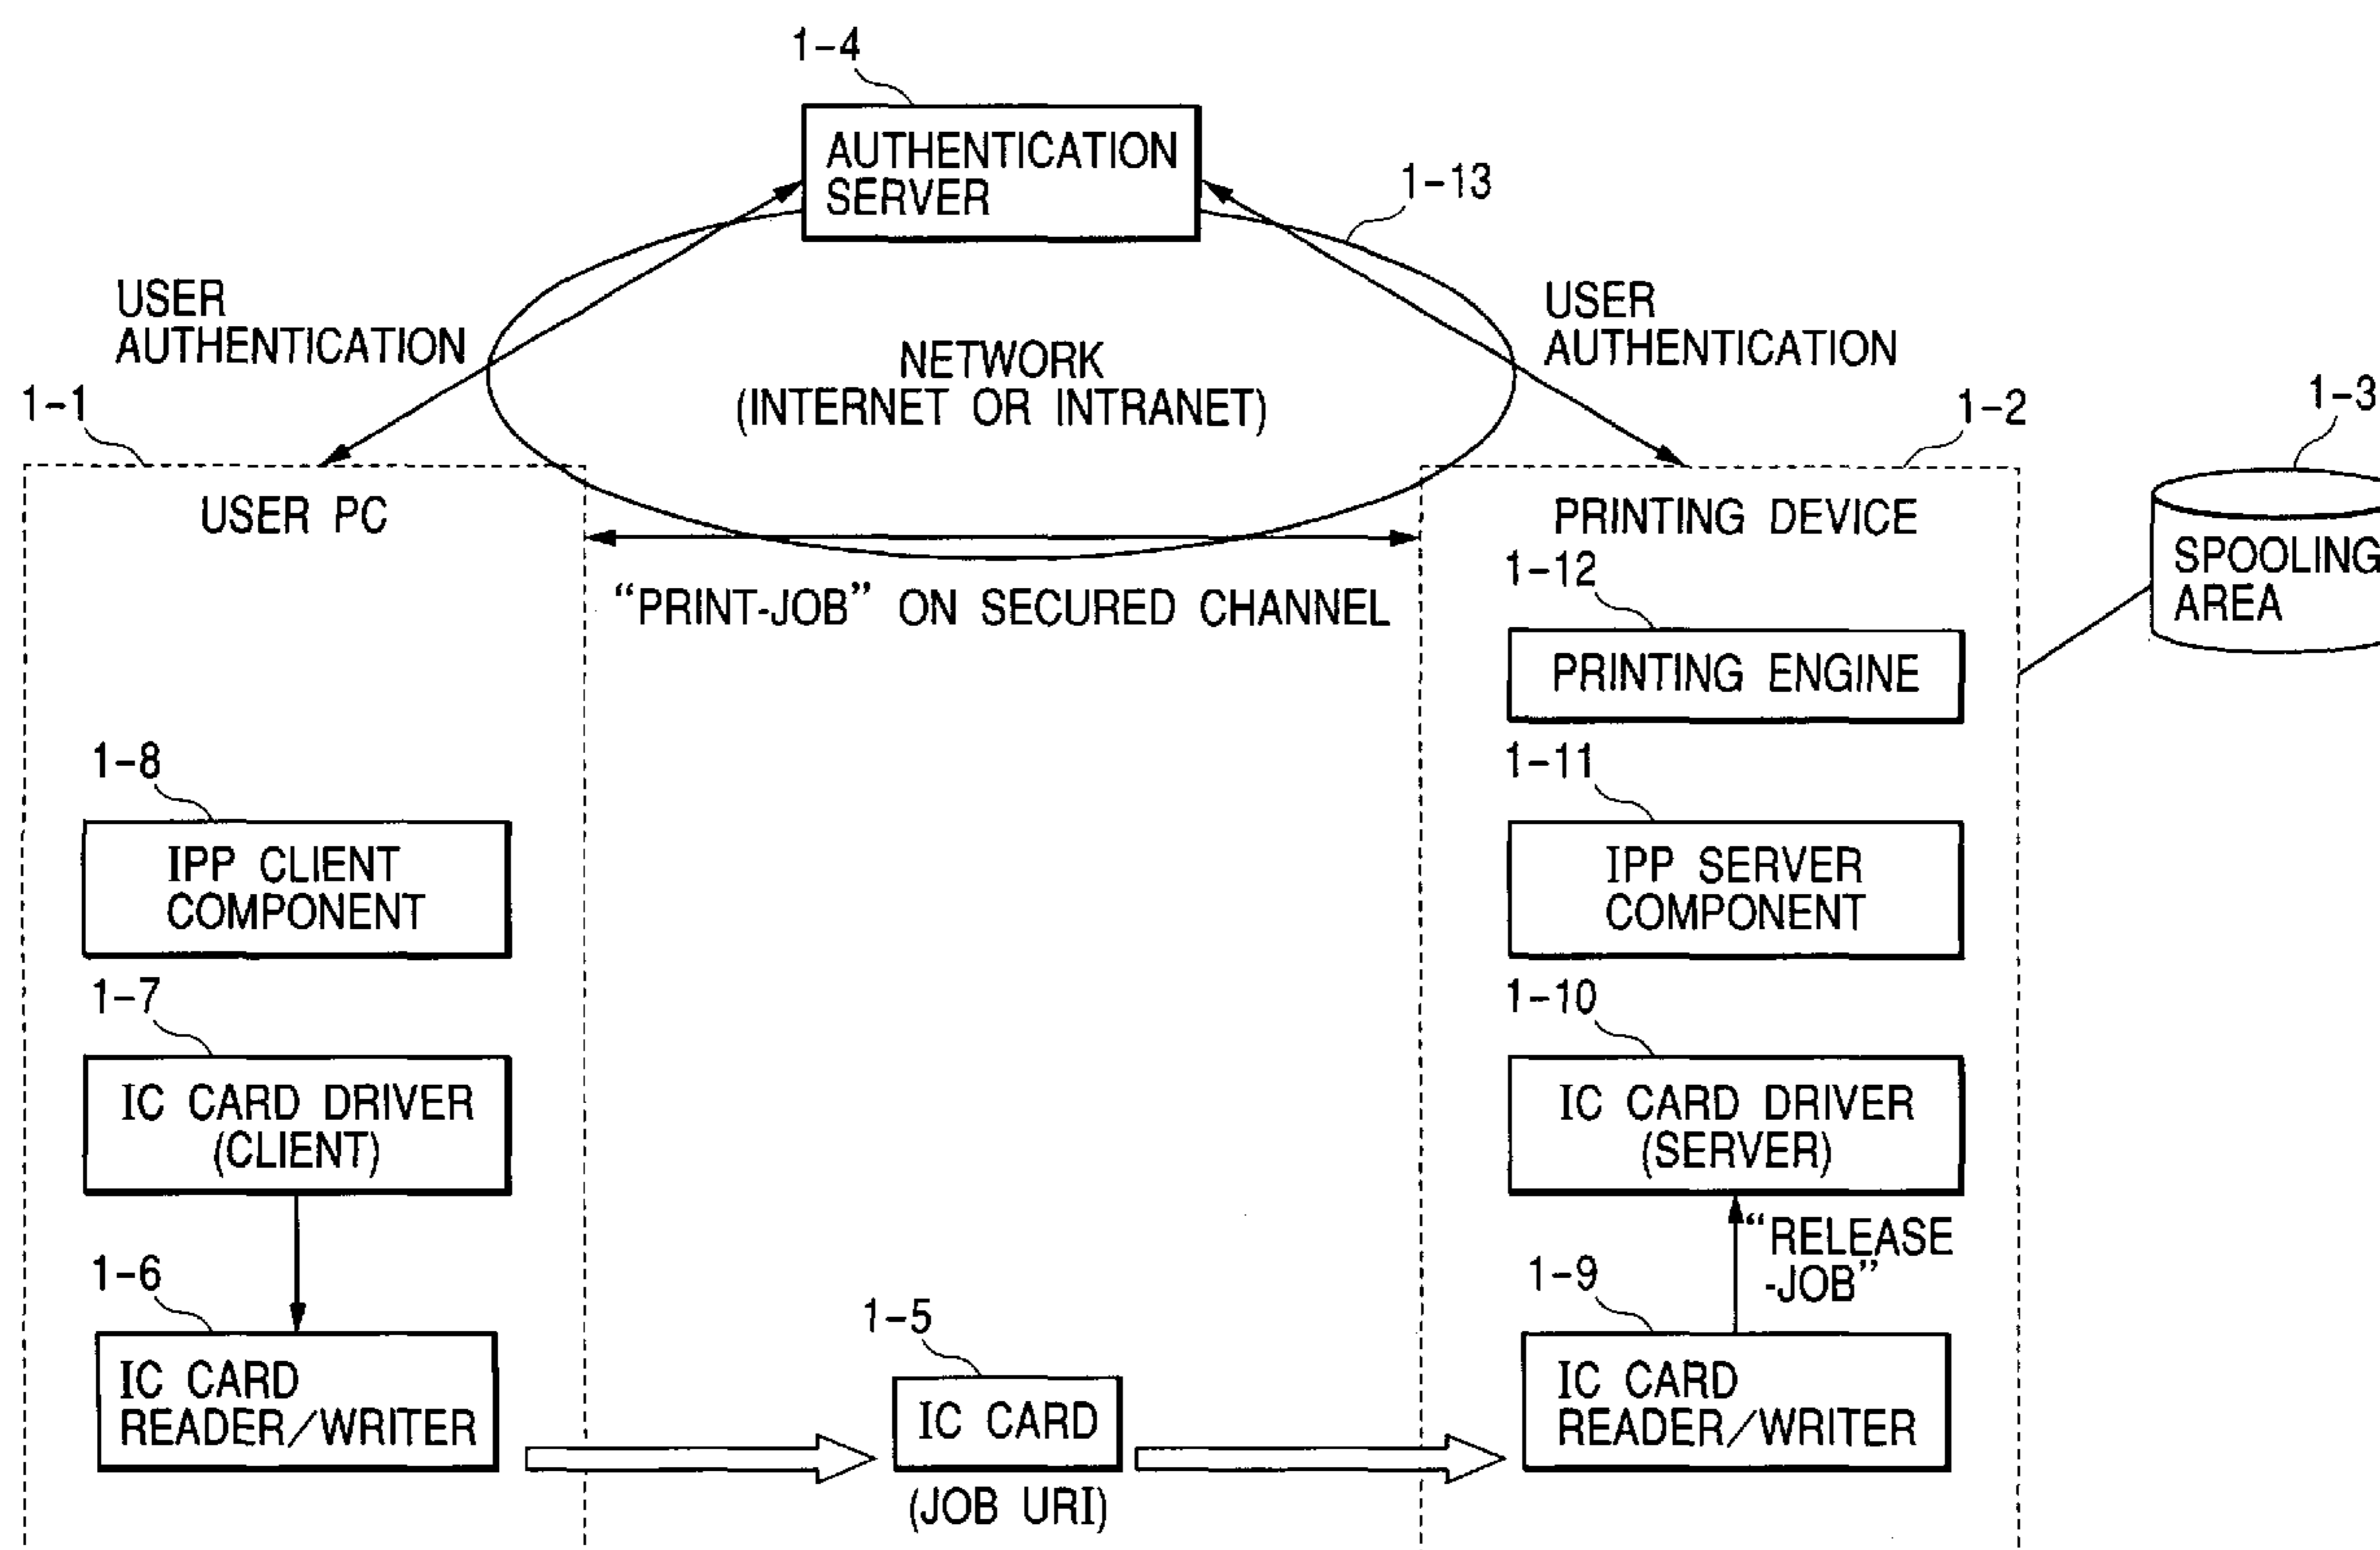 1-4
AUTHENTICATION
SERVER
1-13
USER
AUTHENTICATION
NETWORK
(INTERNET OR INTRANET)
USER
AUTHENTICATION
1-1
1-2
1-3
USER PC
PRINTING DEVICE
SPOOLING
AREA
"PRINT-JOB" ON SECURED CHANNEL
1-12
PRINTING ENGINE
1-8
IPP CLIENT
COMPONENT
1-11
IPP SERVER
COMPONENT
1-7
IC CARD DRIVER
(CLIENT)
1-10
IC CARD DRIVER
(SERVER)
"RELEASE
-JOB"
1-6
IC CARD
READER/WRITER
1-5
IC CARD
(JOB URI)
1-9
IC CARD
READER/WRITER